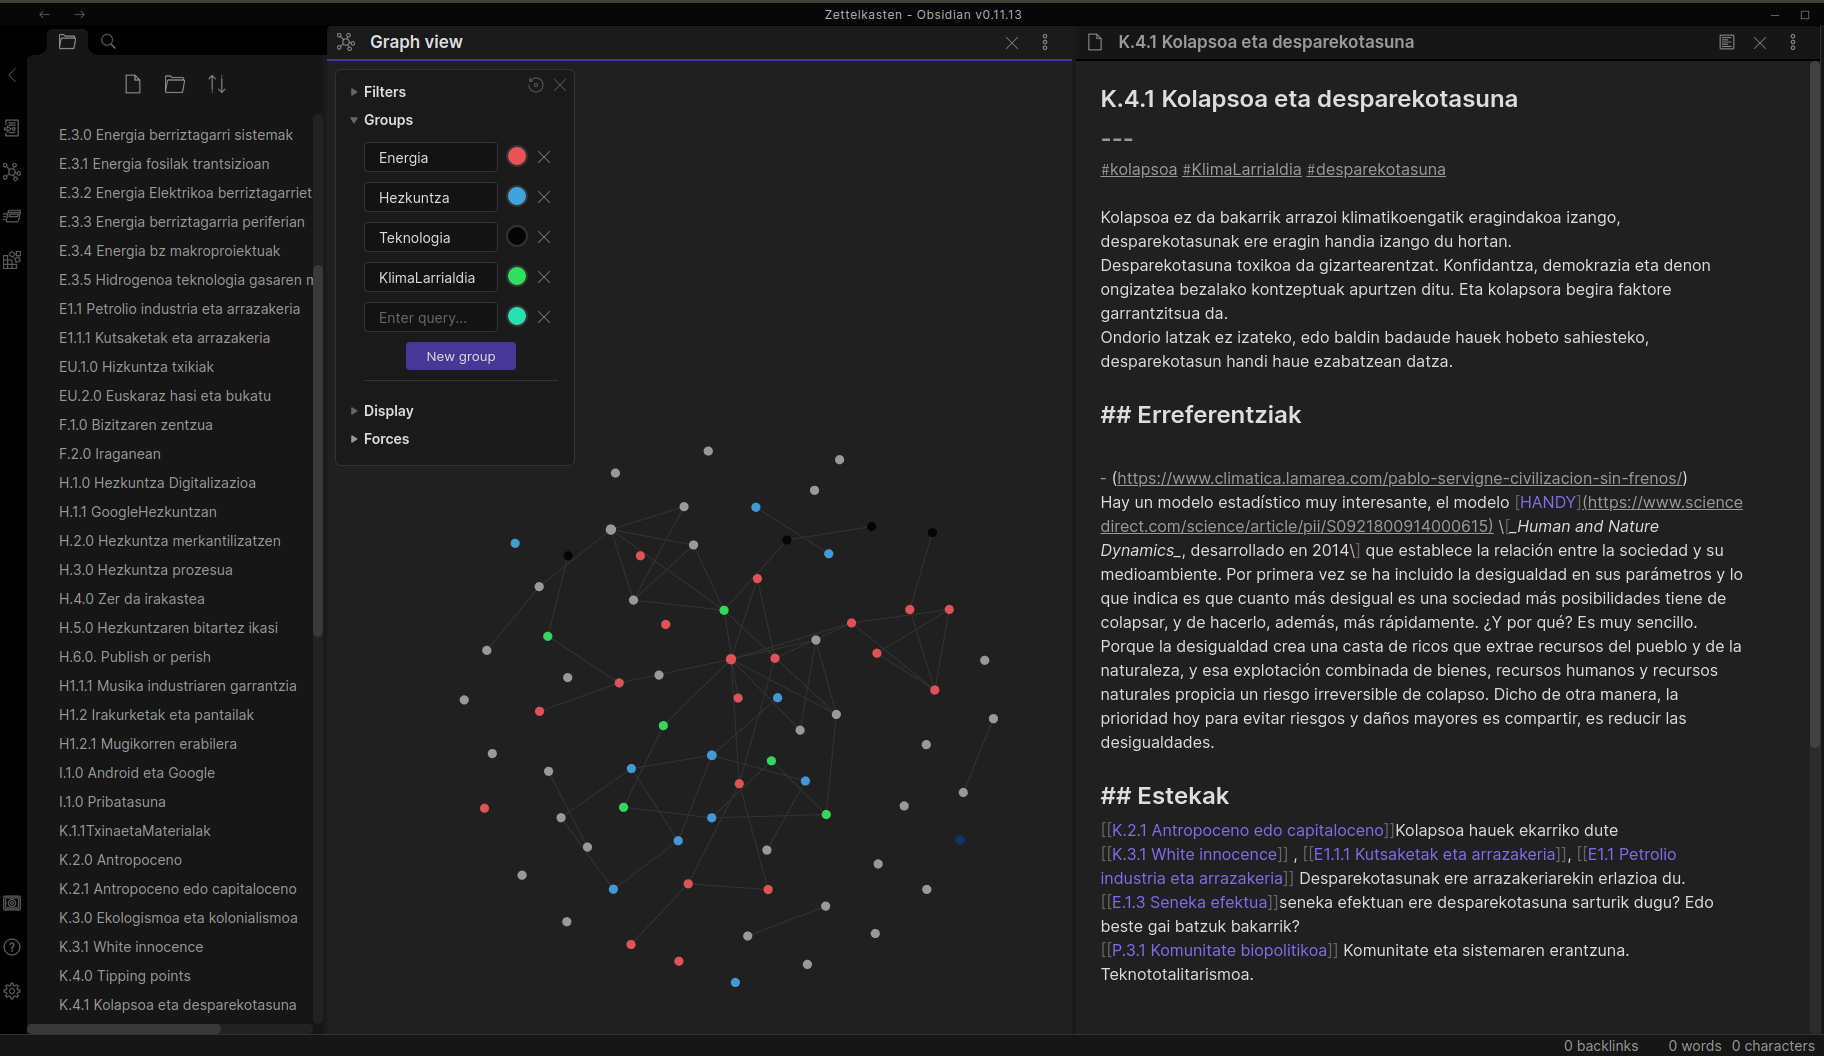 Zettelkasten - Obsidian v0.11.13
E.3.0 Energia berriztagarri sistemak
E.3.1 Energia fosilak trantsizioan
E.3.2 Energia Elektrikoa berriztagarriet
E.3.3 Energia berriztagarria periferian
E.3.4 Energia bz makroproiektuak
E.3.5 Hidrogenoa teknologia gasaren
E1.1 Petrolio industria eta arrazakeria
E1.1.1 Kutsaketak eta arrazakeria
EU.1.0 Hizkuntza txikiak
EU.2.0 Euskaraz hasi eta bukatu
F.1.0 Bizitzaren zentzua
F.2.0 Iraganean
H.1.0 Hezkuntza Digitalizazioa
H.1.1 GoogleHezkuntzan
H.2.0 Hezkuntza merkantilizatzen
H.3.0 Hezkuntza prozesua
H.4.0 Zer da irakastea
H.5.0 Hezkuntzaren bitartez ikasi
H.6.0. Publish or perish
H1.1.1 Musika industriaren garrantzia
H1.2 Irakurketak eta pantailak
H1.2.1 Mugikorren erabilera
I.1.0 Android eta Google
I.1.0 Pribatasuna
K.1.1TxinaetaMaterialak
K.2.0 Antropoceno
K.2.1 Antropoceno edo capitaloceno
K.3.0 Ekologismoa eta kolonialismoa
K.3.1 White innocence
K.4.0 Tipping points
K.4.1 Kolapsoa eta desparekotasuna
Graph view
Filters
Groups
Energia
Hezkuntza
Teknologia
KlimaLarrialdia
Enter query...
New group
Display
Forces
K.4.1 Kolapsoa eta desparekotasuna
K.4.1 Kolapsoa eta desparekotasuna
---
#kolapsoa #KlimaLarrialdia #desparekotasuna
Kolapsoa ez da bakarrik arrazoi klimatikoengatik eragindakoa izango,
desparekotasunak ere eragin handia izango du hortan.
Desparekotasuna toxikoa da gizartearentzat. Konfidantza, demokrazia eta denon
ongizatea bezalako kontzeptuak apurtzen ditu. Eta kolapsora begira faktore
garrantzitsua da.
Ondorio latzak ez izateko, edo baldin badaude hauek hobeto sahiesteko,
desparekotasun handi haue ezabatzean datza.
## Erreferentziak
- (https://www.climatica.lamarea.com/pablo-servigne-civilizacion-sin-frenos/)
Hay un modelo estadístico muy interesante, el modelo [HANDY](https://www.science
direct.com/science/article/pii/S0921800914000615) \[_Human and Nature
Dynamics_, desarrollado en 2014\] que establece la relación entre la sociedad y su
medioambiente. Por primera vez se ha incluido la desigualdad en sus parámetros y lo
que indica es que cuanto más desigual es una sociedad más posibilidades tiene de
colapsar, y de hacerlo, además, más rápidamente. ¿Y por qué? Es muy sencillo.
Porque la desigualdad crea una casta de ricos que extrae recursos del pueblo y de la
naturaleza, y esa explotación combinada de bienes, recursos humanos y recursos
naturales propicia un riesgo irreversible de colapso. Dicho de otra manera, la
prioridad hoy para evitar riesgos y daños mayores es compartir, es reducir las
desigualdades.
## Estekak
[[K.2.1 Antropoceno edo capitaloceno]]Kolapsoa hauek ekarriko dute
[[K.3.1 White innocence]] , [[E1.1.1 Kutsaketak eta arrazakeria]], [[E1.1 Petrolio
industria eta arrazakeria]] Desparekotasunak ere arrazakeriarekin erlazioa du.
[[E.1.3 Seneka efektua]]seneka efektuan ere desparekotasuna sarturik dugu? Edo
beste gai batzuk bakarrik?
[[P.3.1 Komunitate biopolitikoa]] Komunitate eta sistemaren erantzuna.
Teknototalitarismoa.
0 backlinks 0 words 0 characters